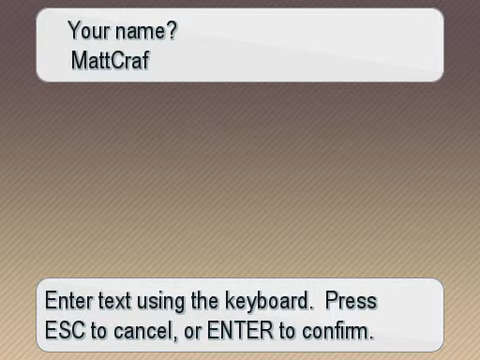 Your name?
MattCraf
Enter text using the keyboard.  Press
ESC to cancel, or ENTER to confirm.